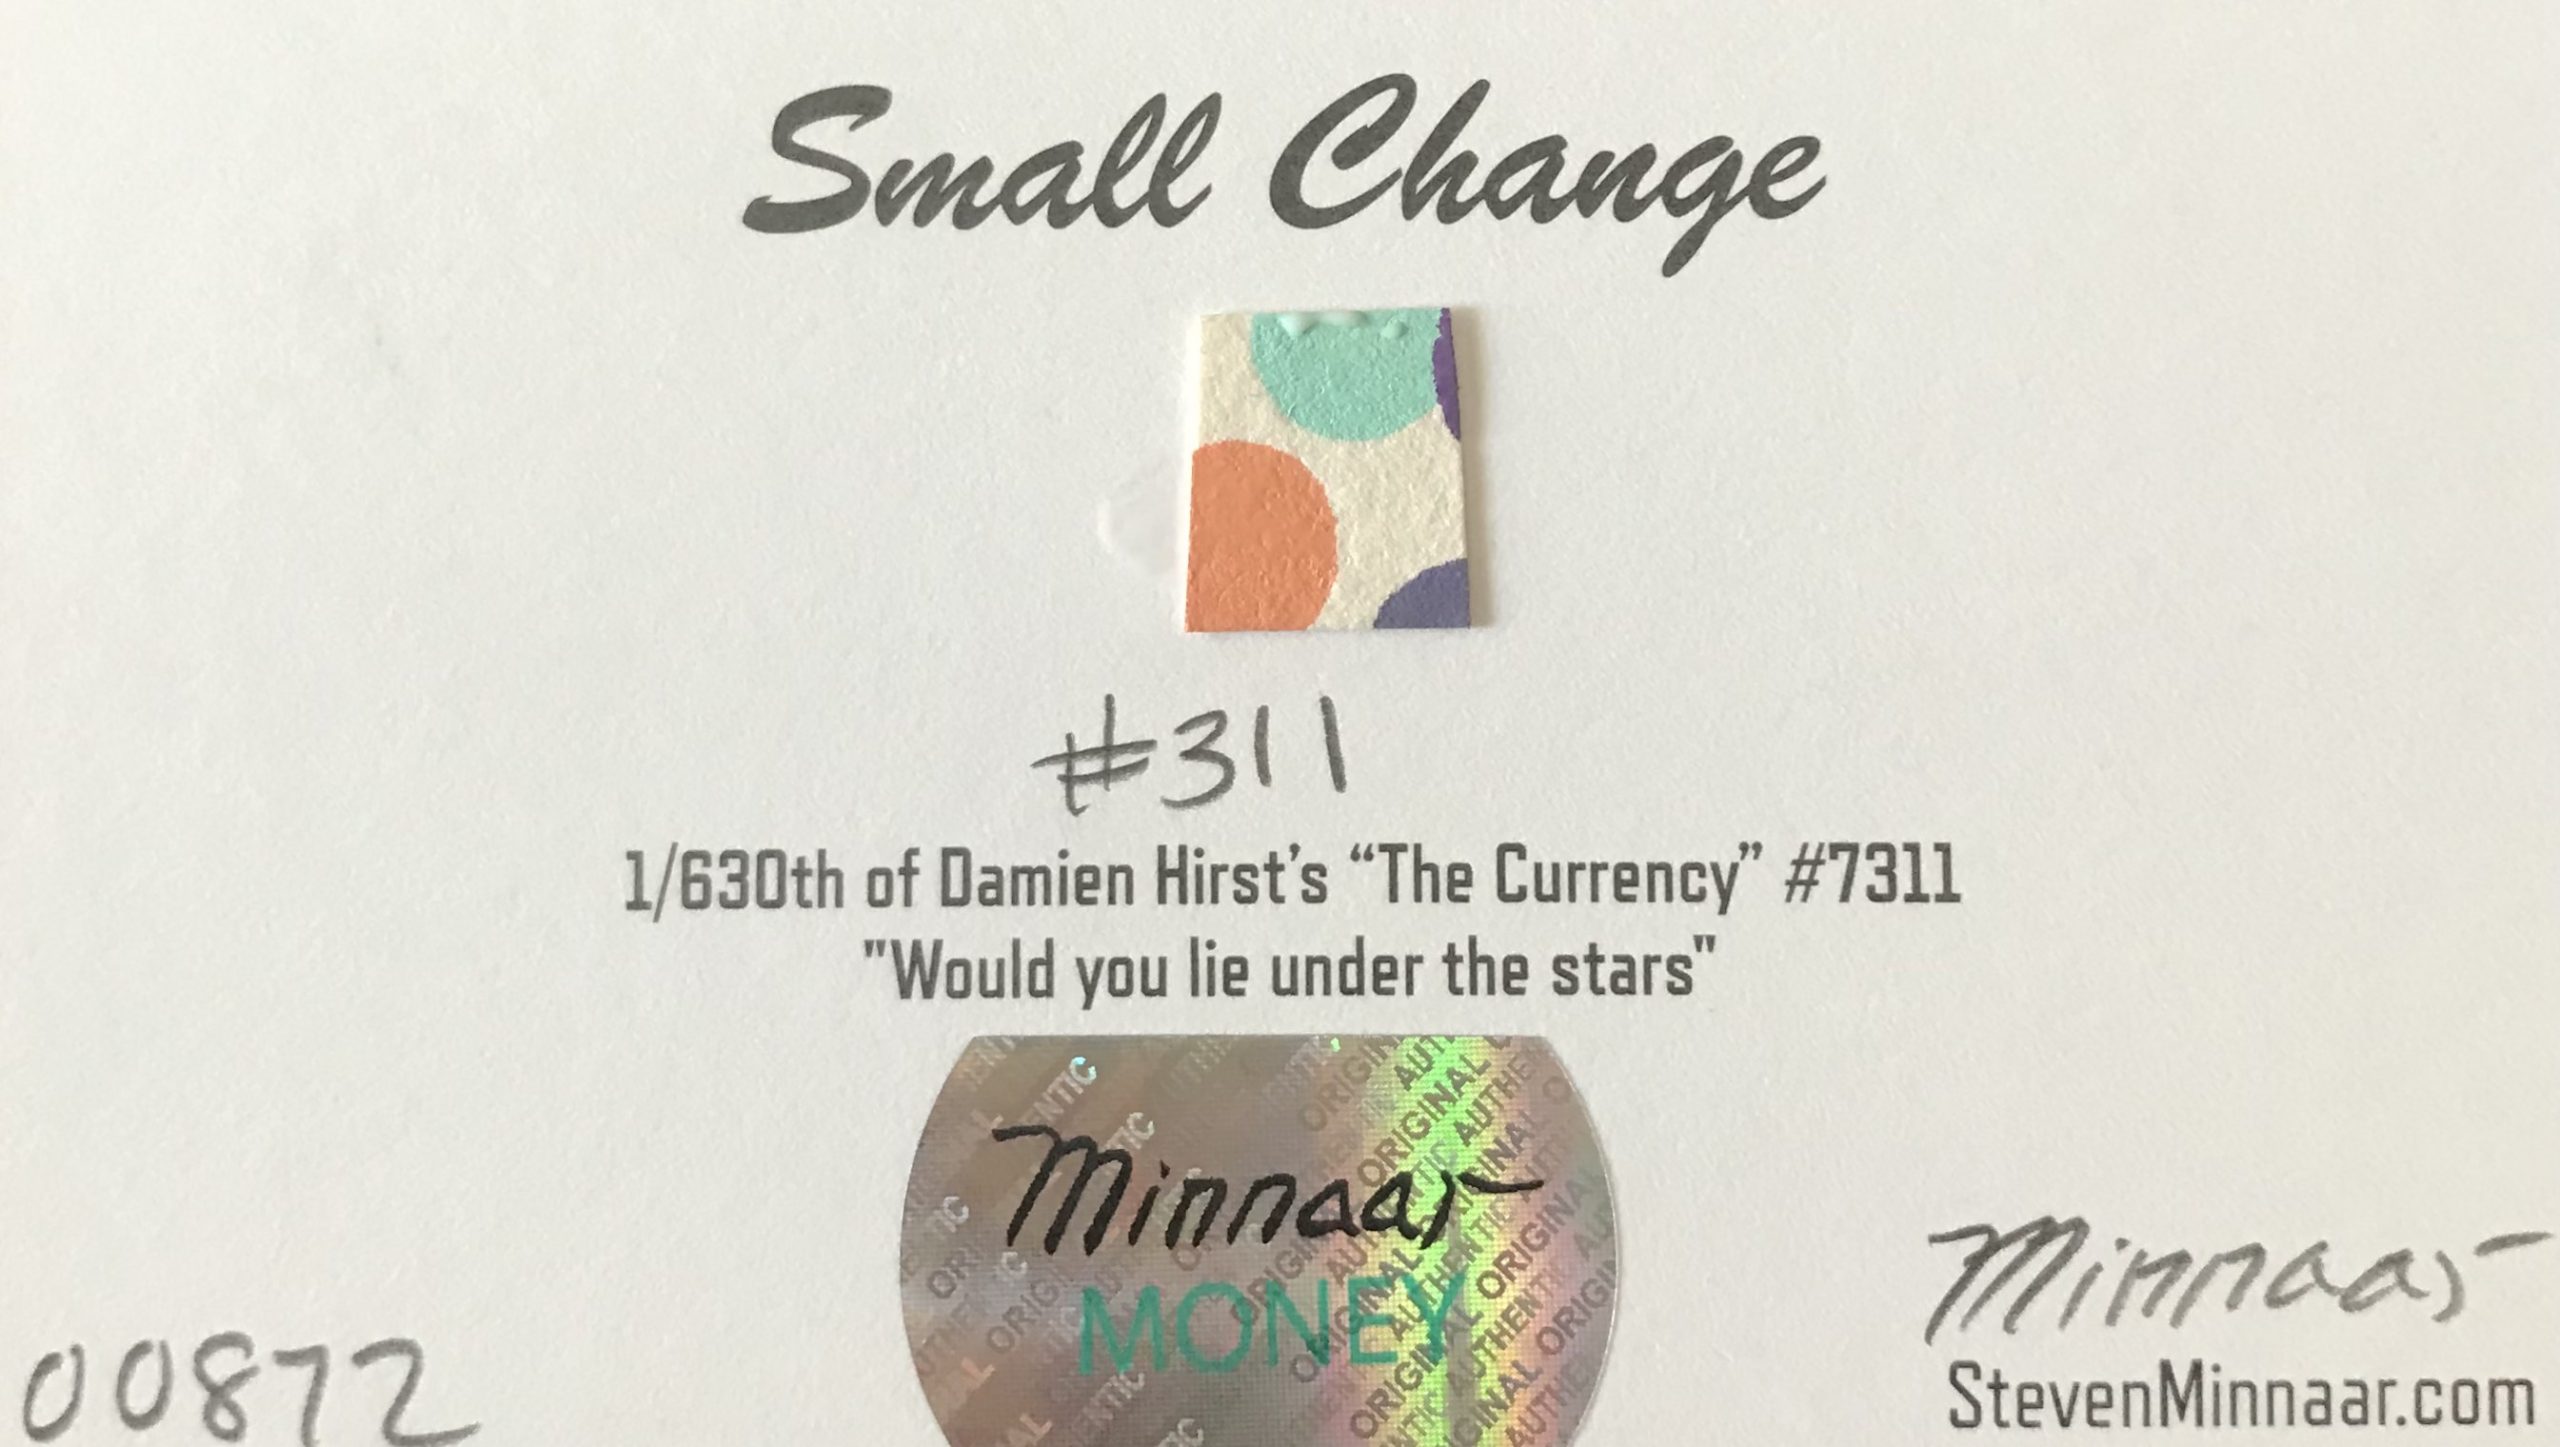 Small Change
#311
1/630th of Damien Hirst’s “The Currency” #7311
"Would you lie under the stars"
Minnaar
MONEY
00872
Minnaar
StevenMinnaar.com